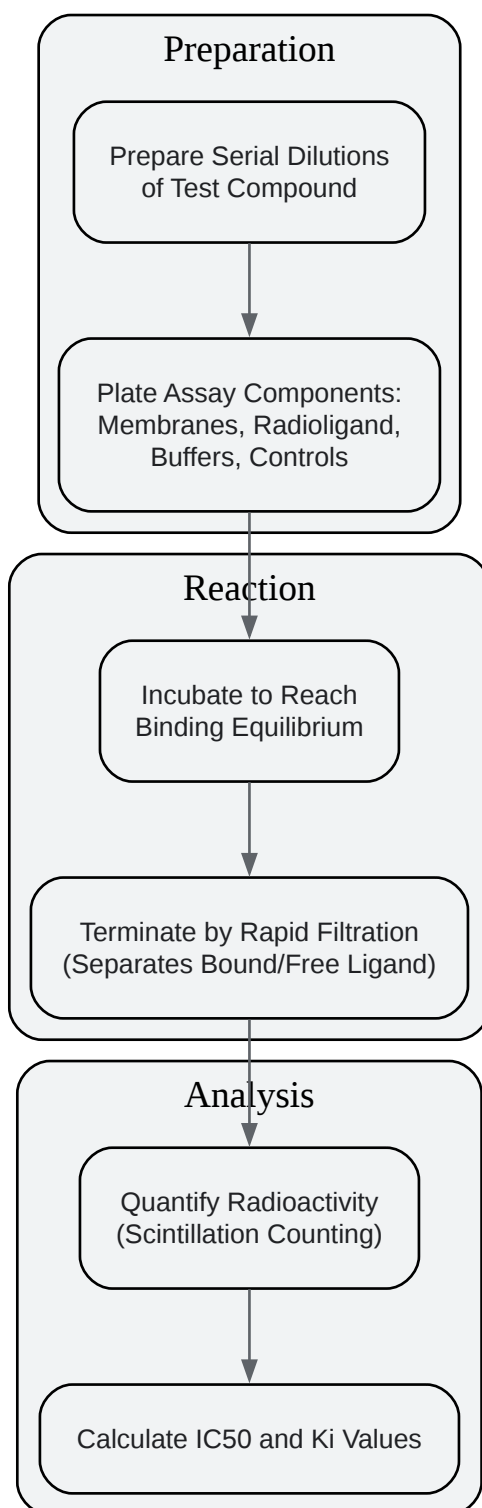 Preparation
Prepare Serial Dilutions
of Test Compound
Plate Assay Components:
Membranes, Radioligand,
Buffers, Controls
Reaction
Incubate to Reach
Binding Equilibrium
Terminate by Rapid Filtration
(Separates Bound/Free Ligand)
Analysis
Quantify Radioactivity
(Scintillation Counting)
Calculate IC50 and Ki Values